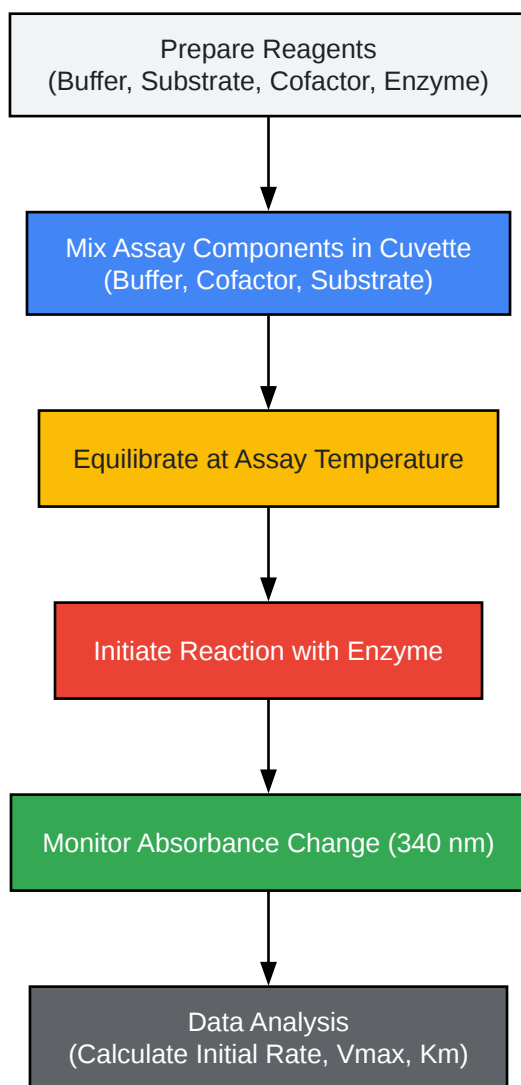 Prepare Reagents
(Buffer, Substrate, Cofactor, Enzyme)
Mix Assay Components in Cuvette
(Buffer, Cofactor, Substrate)
Equilibrate at Assay Temperature
Initiate Reaction with Enzyme
Monitor Absorbance Change (340 nm)
Data Analysis
(Calculate Initial Rate, Vmax, Km)